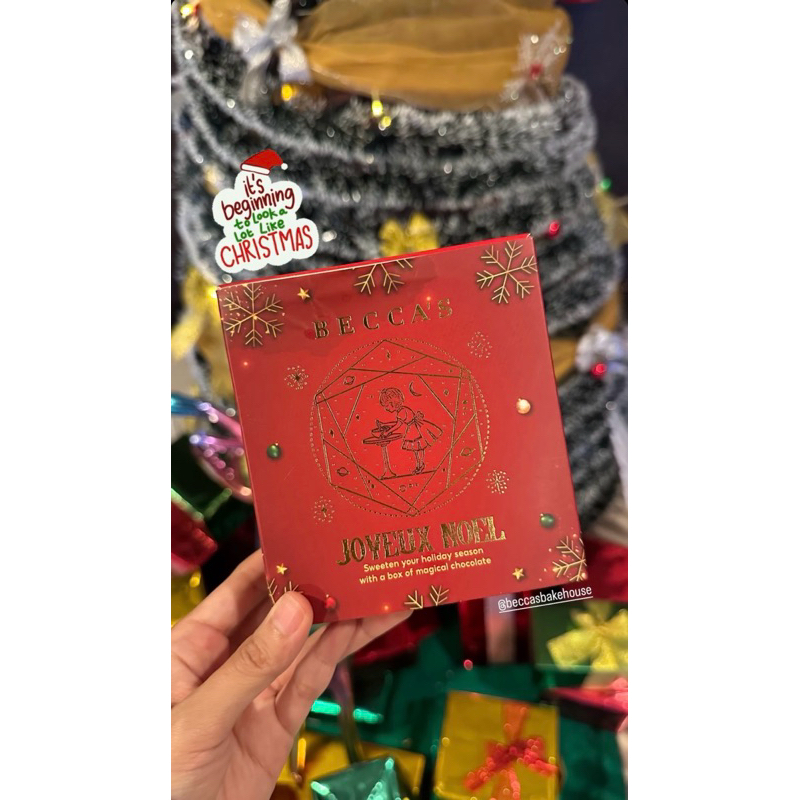 it's
beginning
to look a
Lot Like
CHRISTMAS
BECCA'S
JOYEUX NOEL
Sweeten your holiday season
with a box of magical chocolate
@beccasbakehouse